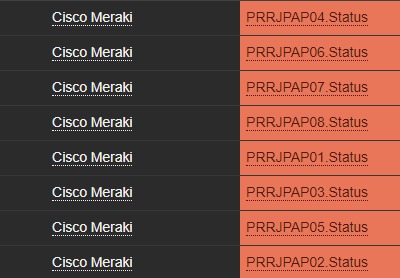 Cisco Meraki PRRJPAP04.Status
Cisco Meraki PRRJPAP06.Status
Cisco Meraki PRRJPAP07.Status
Cisco Meraki PRRJPAP08.Status
Cisco Meraki PRRJPAP01.Status
Cisco Meraki PRRJPAP03.Status
Cisco Meraki PRRJPAP05.Status
Cisco Meraki PRRJPAP02.Status